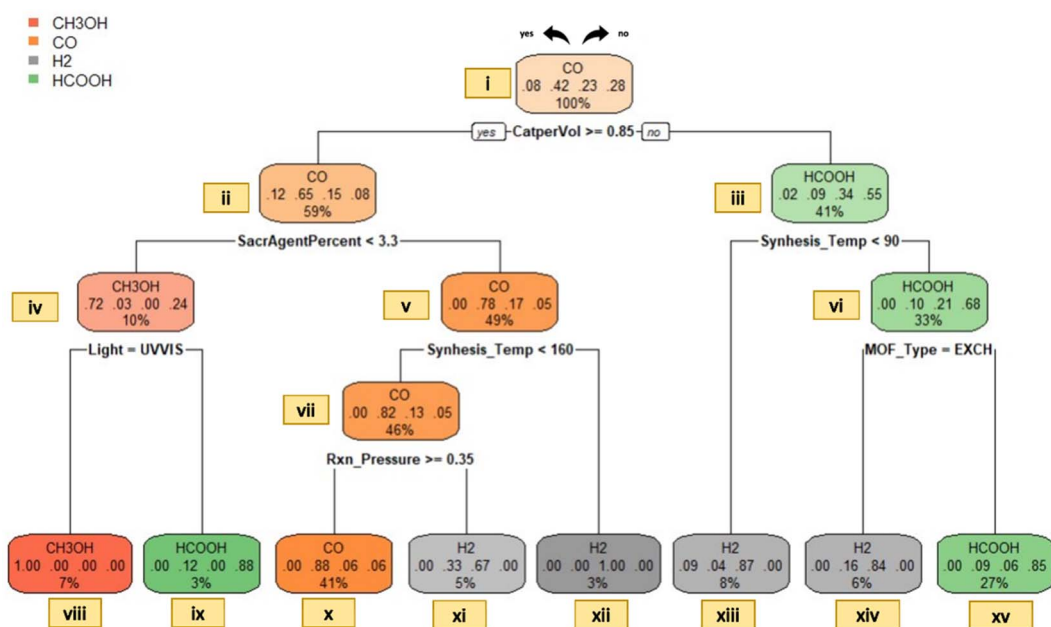 CH3OH
CO
H2
HCOOH
yes no
i
CO
.08 .42 .23 .28
100%
yes CatperVol >= 0.85 no
ii
CO
.12 .65 .15 .08
59%
iii
HCOOH
.02 .09 .34 .55
41%
SacrAgentPercent < 3.3
Synhesis_Temp < 90
iv
CH3OH
.72 .03 .00 .24
10%
v
CO
.00 .78 .17 .05
49%
vi
HCOOH
.00 .10 .21 .68
33%
Light = UVVIS
Synhesis_Temp < 160
MOF_Type = EXCH
vii
CO
.00 .82 .13 .05
46%
Rxn_Pressure >= 0.35
CH3OH
1.00 .00 .00 .00
7%
viii
HCOOH
.00 .12 .00 .88
3%
ix
CO
.00 .88 .06 .06
41%
x
H2
.00 .33 .67 .00
5%
xi
H2
.00 .00 1.00 .00
3%
xii
H2
.09 .04 .87 .00
8%
xiii
H2
.00 .16 .84 .00
6%
xiv
HCOOH
.00 .09 .06 .85
27%
xv